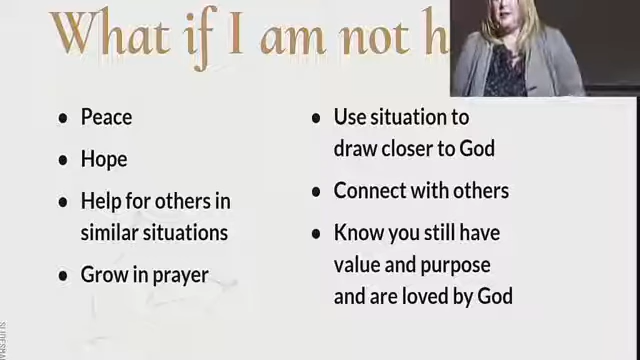 What if I am not h
• Peace
• Hope
• Help for others in
similar situations
• Grow in prayer
• Use situation to
draw closer to God
• Connect with others
• Know you still have
value and purpose
and are loved by God